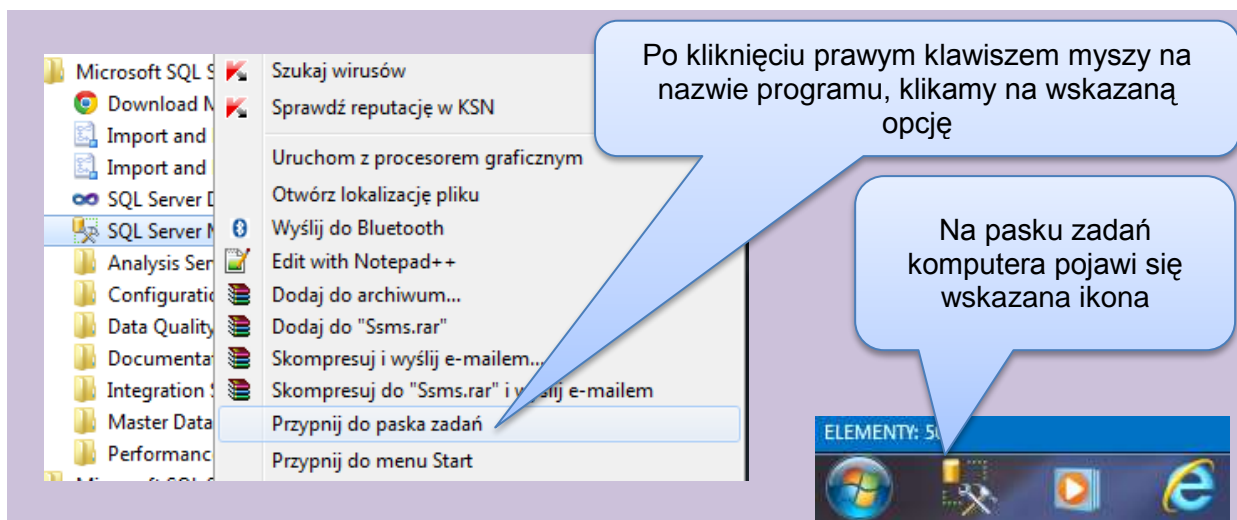 Po kliknięciu prawym klawiszem myszy na
nazwie programu, klikamy na wskazaną
opcję
Microsoft SQL S
Download M
Import and
Import and
SQL Server D
SQL Server M
Analysis Ser
Configuratio
Data Quality
Documenta
Integration S
Master Data
Performanc
Microsoft SQL S
Szukaj wirusów
Sprawdź reputację w KSN
Uruchom z procesorem graficznym
Otwórz lokalizację pliku
Wyślij do Bluetooth
Edit with Notepad++
Dodaj do archiwum...
Dodaj do "Ssms.rar"
Skompresuj i wyślij e-mailem...
Skompresuj do "Ssms.rar" i wyślij e-mailem
Przypnij do paska zadań
Przypnij do menu Start
Na pasku zadań
komputera pojawi się
wskazana ikona
ELEMENTY: 50